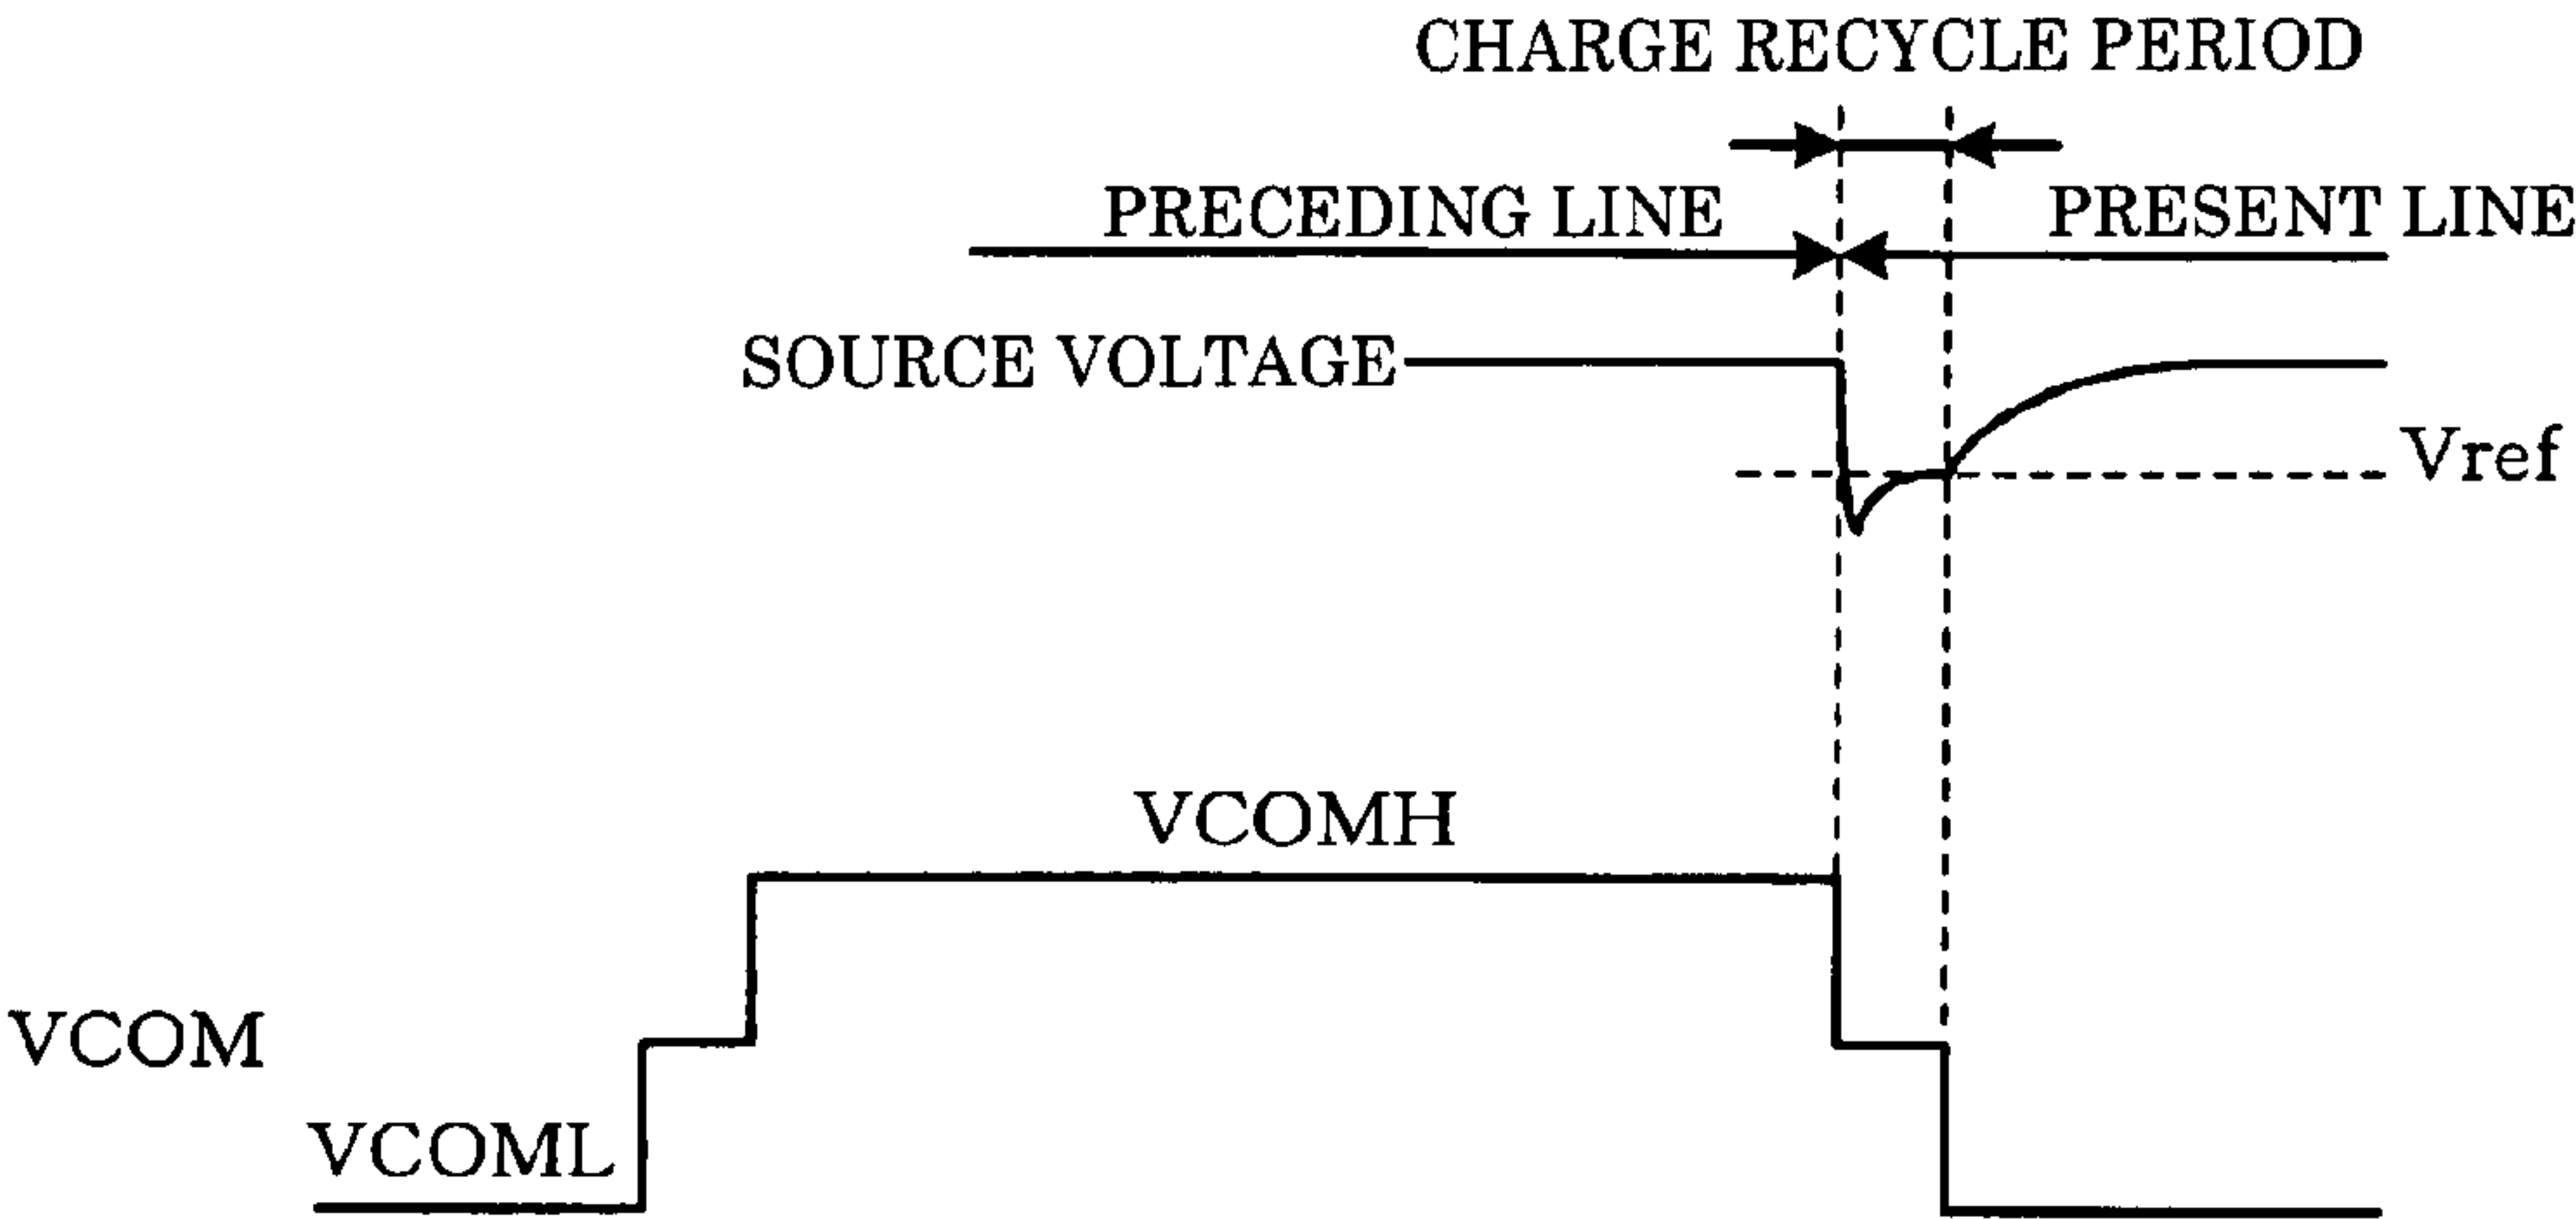 CHARGE RECYCLE PERIOD
PRECEDING LINE
PRESENT LINE
SOURCE VOLTAGE
Vref
VCOMH
VCOM
VCOML